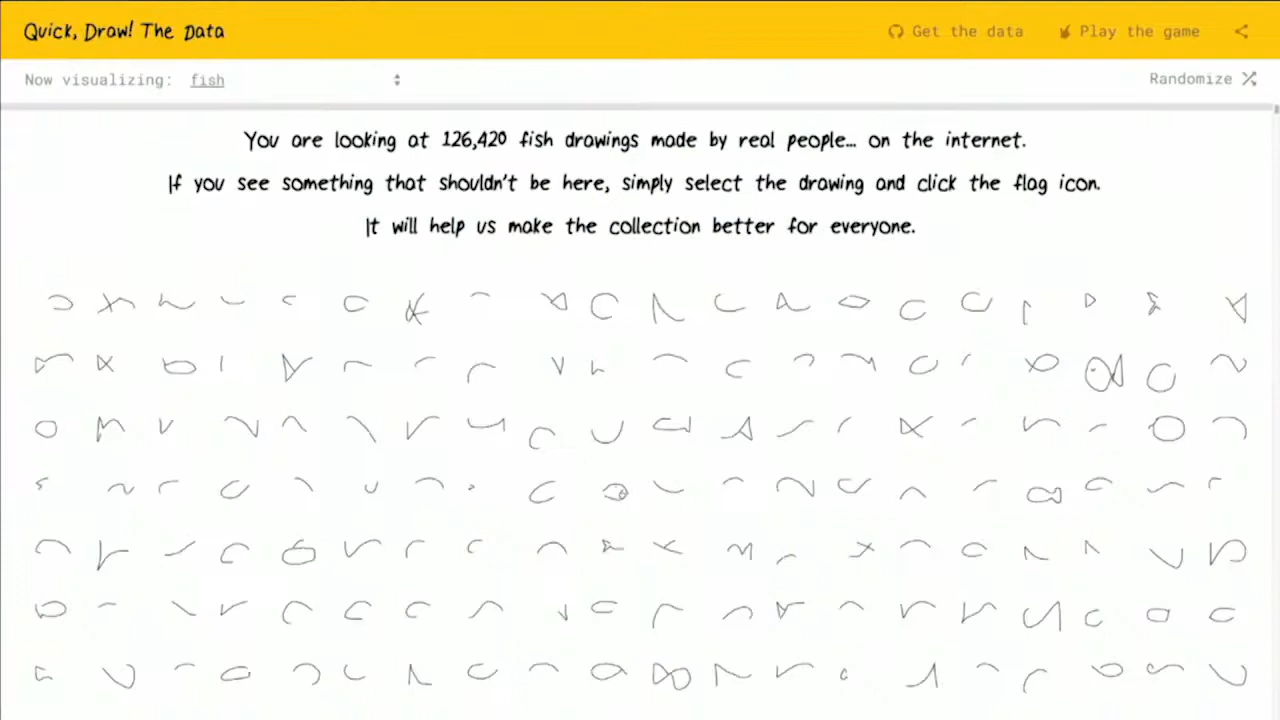 Quick, Draw! The Data
Get the data
Play the game
Now visualizing: fish
Randomize
You are looking at 126,420 fish drawings made by real people... on the internet.
If you see something that shouldn't be here, simply select the drawing and click the flag icon.
It will help us make the collection better for everyone.